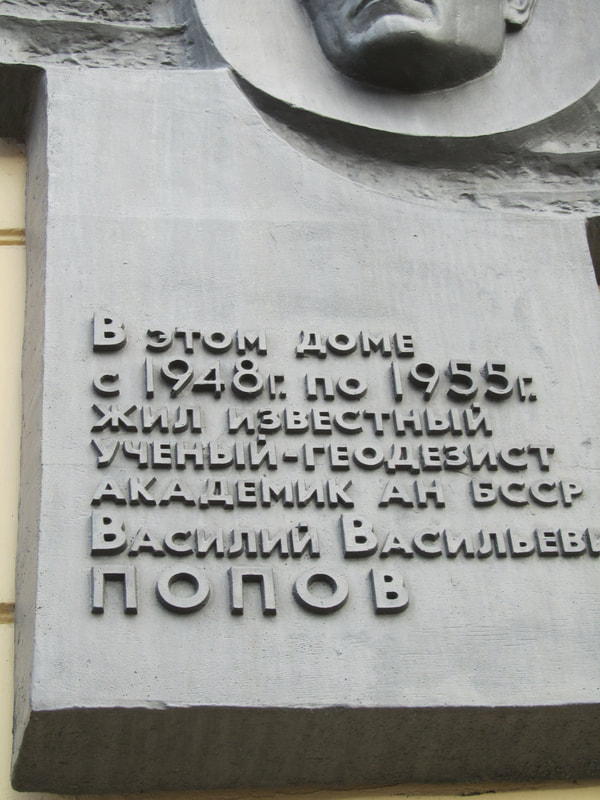 В этом доме
с 1948г. по 1955г.
жил известный
ученый-геодезист
академик АН БССР
Василий Васильеви
ПОПОВ